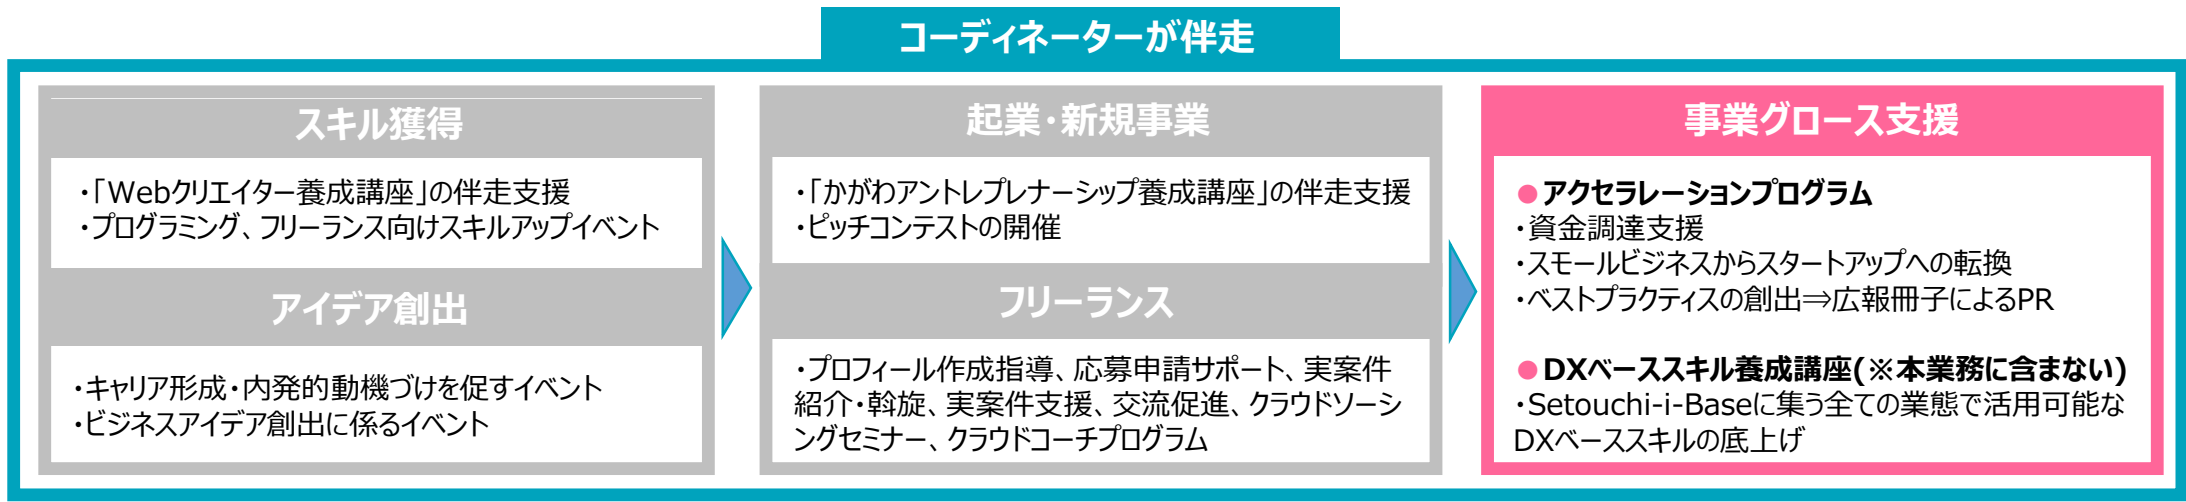 コーディネーターが伴走
スキル獲得
・「Webクリエイター養成講座」の伴走支援
・プログラミング、フリーランス向けスキルアップイベント
アイデア創出
・キャリア形成・内発的動機づけを促すイベント
・ビジネスアイデア創出に係るイベント
起業・新規事業
・「かがわアントレプレナーシップ養成講座」の伴走支援
・ピッチコンテストの開催
フリーランス
・プロフィール作成指導、応募申請サポート、実案件
紹介・斡旋、実案件支援、交流促進、クラウドソーシ
ングセミナー、クラウドコーチプログラム
事業グロース支援
●アクセラレーションプログラム
・資金調達支援
・スモールビジネスからスタートアップへの転換
・ベストプラクティスの創出⇒広報冊子によるPR
●DXベーススキル養成講座(※本業務に含まない)
・Setouchi-i-Baseに集う全ての業態で活用可能な
DXベーススキルの底上げ